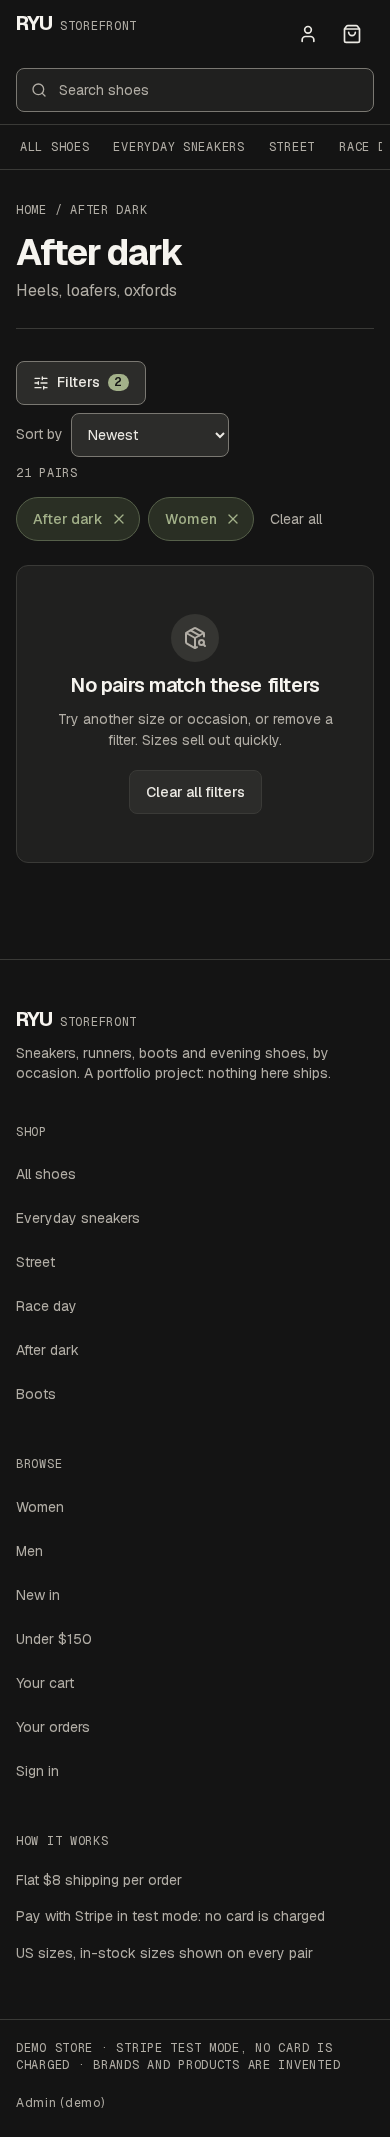 RYU STOREFRONT
Search shoes
ALL SHOES EVERYDAY SNEAKERS STREET RACE
HOME / AFTER DARK
After dark
Heels, loafers, oxfords
Filters 2
Sort by Newest
21 PAIRS
After dark Women Clear all
No pairs match these filters
Try another size or occasion, or remove a
filter. Sizes sell out quickly.
Clear all filters
RYU STOREFRONT
Sneakers, runners, boots and evening shoes, by
occasion. A portfolio project: nothing here ships.
SHOP
All shoes
Everyday sneakers
Street
Race day
After dark
Boots
BROWSE
Women
Men
New in
Under $150
Your cart
Your orders
Sign in
HOW IT WORKS
Flat $8 shipping per order
Pay with Stripe in test mode: no card is charged
US sizes, in-stock sizes shown on every pair
DEMO STORE · STRIPE TEST MODE, NO CARD IS
CHARGED · BRANDS AND PRODUCTS ARE INVENTED
Admin (demo)